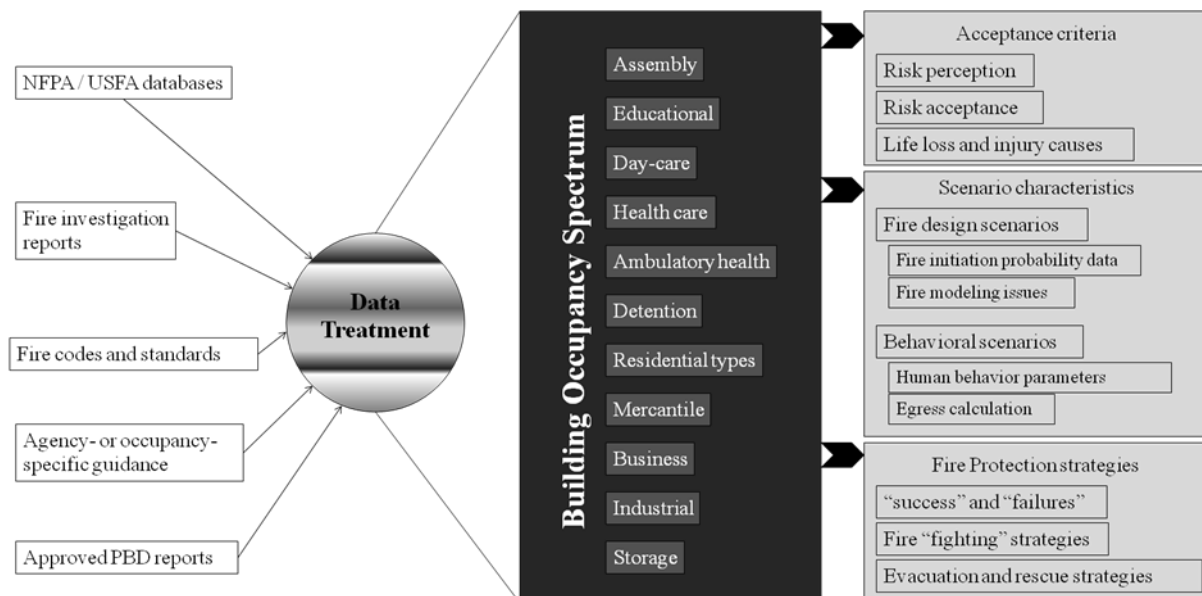 NFPA / USFA databases
Fire investigation
reports
Fire codes and standards
Agency- or occupancy-
specific guidance
Approved PBD reports
Data
Treatment
Building Occupancy Spectrum
Assembly
Educational
Day-care
Health care
Ambulatory health
Detention
Residential types
Mercantile
Business
Industrial
Storage
Acceptance criteria
Risk perception
Risk acceptance
Life loss and injury causes
Scenario characteristics
Fire design scenarios
Fire initiation probability data
Fire modeling issues
Behavioral scenarios
Human behavior parameters
Egress calculation
Fire Protection strategies
“success” and “failures”
Fire “fighting” strategies
Evacuation and rescue strategies